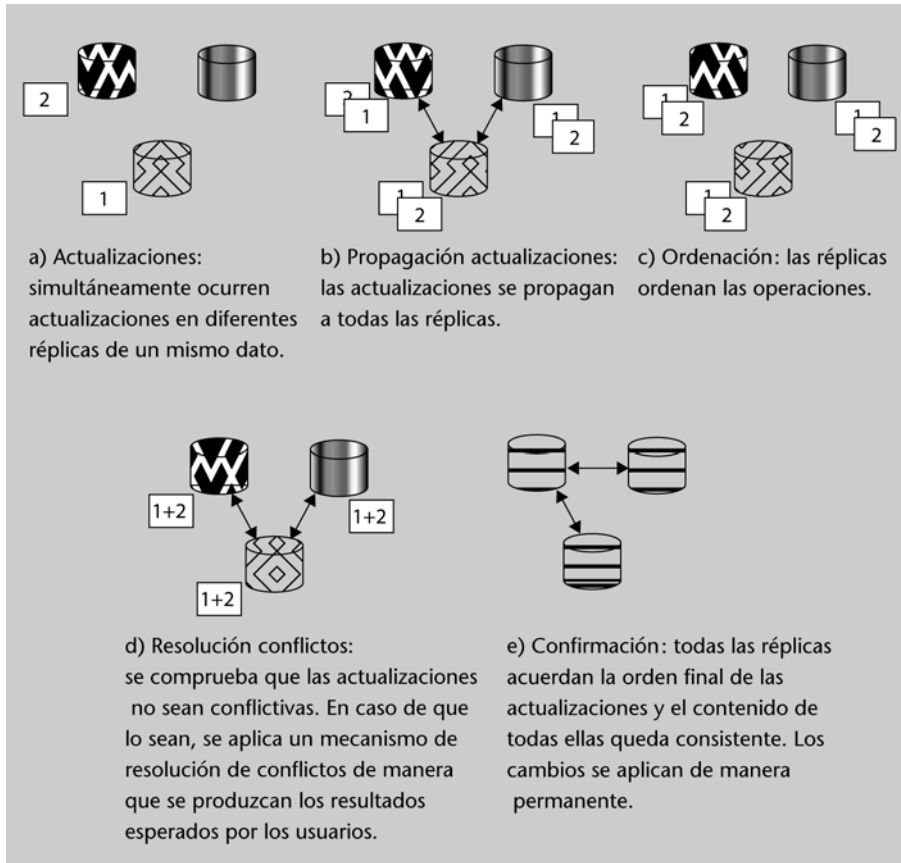 2
1
2
1
1
2
1
2
1
2
1
2
1
2
a) Actualizaciones:
simultáneamente ocurren
actualizaciones en diferentes
réplicas de un mismo dato.
b) Propagación actualizaciones:
las actualizaciones se propagan
a todas las réplicas.
c) Ordenación: las réplicas
ordenan las operaciones.
1+2
1+2
1+2
d) Resolución conflictos:
se comprueba que las actualizaciones
no sean conflictivas. En caso de que
lo sean, se aplica un mecanismo de
resolución de conflictos de manera
que se produzcan los resultados
esperados por los usuarios.
e) Confirmación: todas las réplicas
acuerdan la orden final de las
actualizaciones y el contenido de
todas ellas queda consistente. Los
cambios se aplican de manera
permanente.